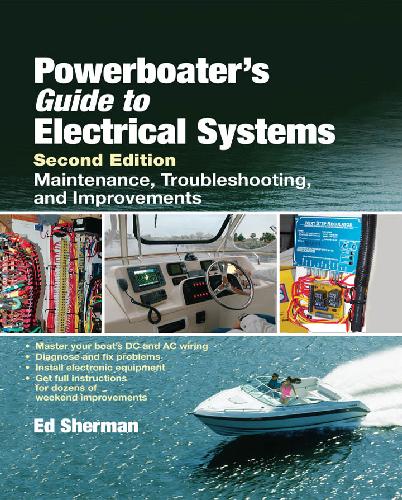 Powerboater's
Guide to
Electrical Systems
Second Edition
Maintenance, Troubleshooting,
and Improvements
• Master your boat's DC and AC wiring
• Diagnose and fix problems
• Install electronic equipment
• Get full instructions
for dozens of
weekend improvements
Ed Sherman